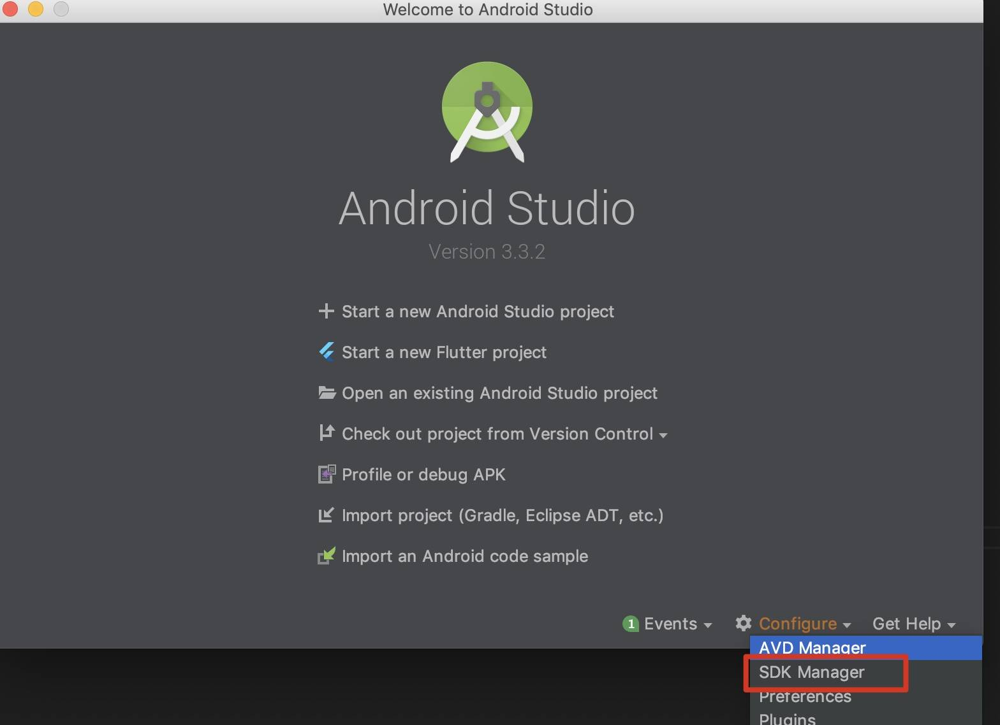 Welcome to Android Studio
Android Studio
Version 3.3.2
Start a new Android Studio project
Start a new Flutter project
Open an existing Android Studio project
Check out project from Version Control
Profile or debug APK
Import project (Gradle, Eclipse ADT, etc.)
Import an Android code sample
1 Events Configure Get Help
AVD Manager
SDK Manager
Preferences
Plugins